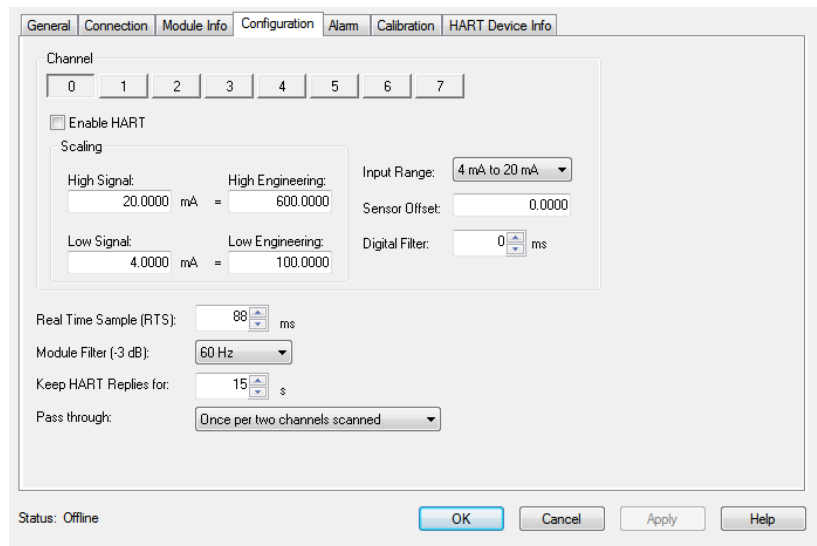 General Connection Module Info Configuration Alarm Calibration HART Device Info
Channel
0 1 2 3 4 5 6 7
Enable HART
Scaling
High Signal: High Engineering:
20.0000 mA = 600.0000
Low Signal: Low Engineering:
4.0000 mA = 100.0000
Input Range: 4 mA to 20 mA
Sensor Offset: 0.0000
Digital Filter: 0 ms
Real Time Sample (RTS): 88 ms
Module Filter (-3 dB): 60 Hz
Keep HART Replies for: 15 s
Pass through: Once per two channels scanned
Status: Offline
OK Cancel Apply Help